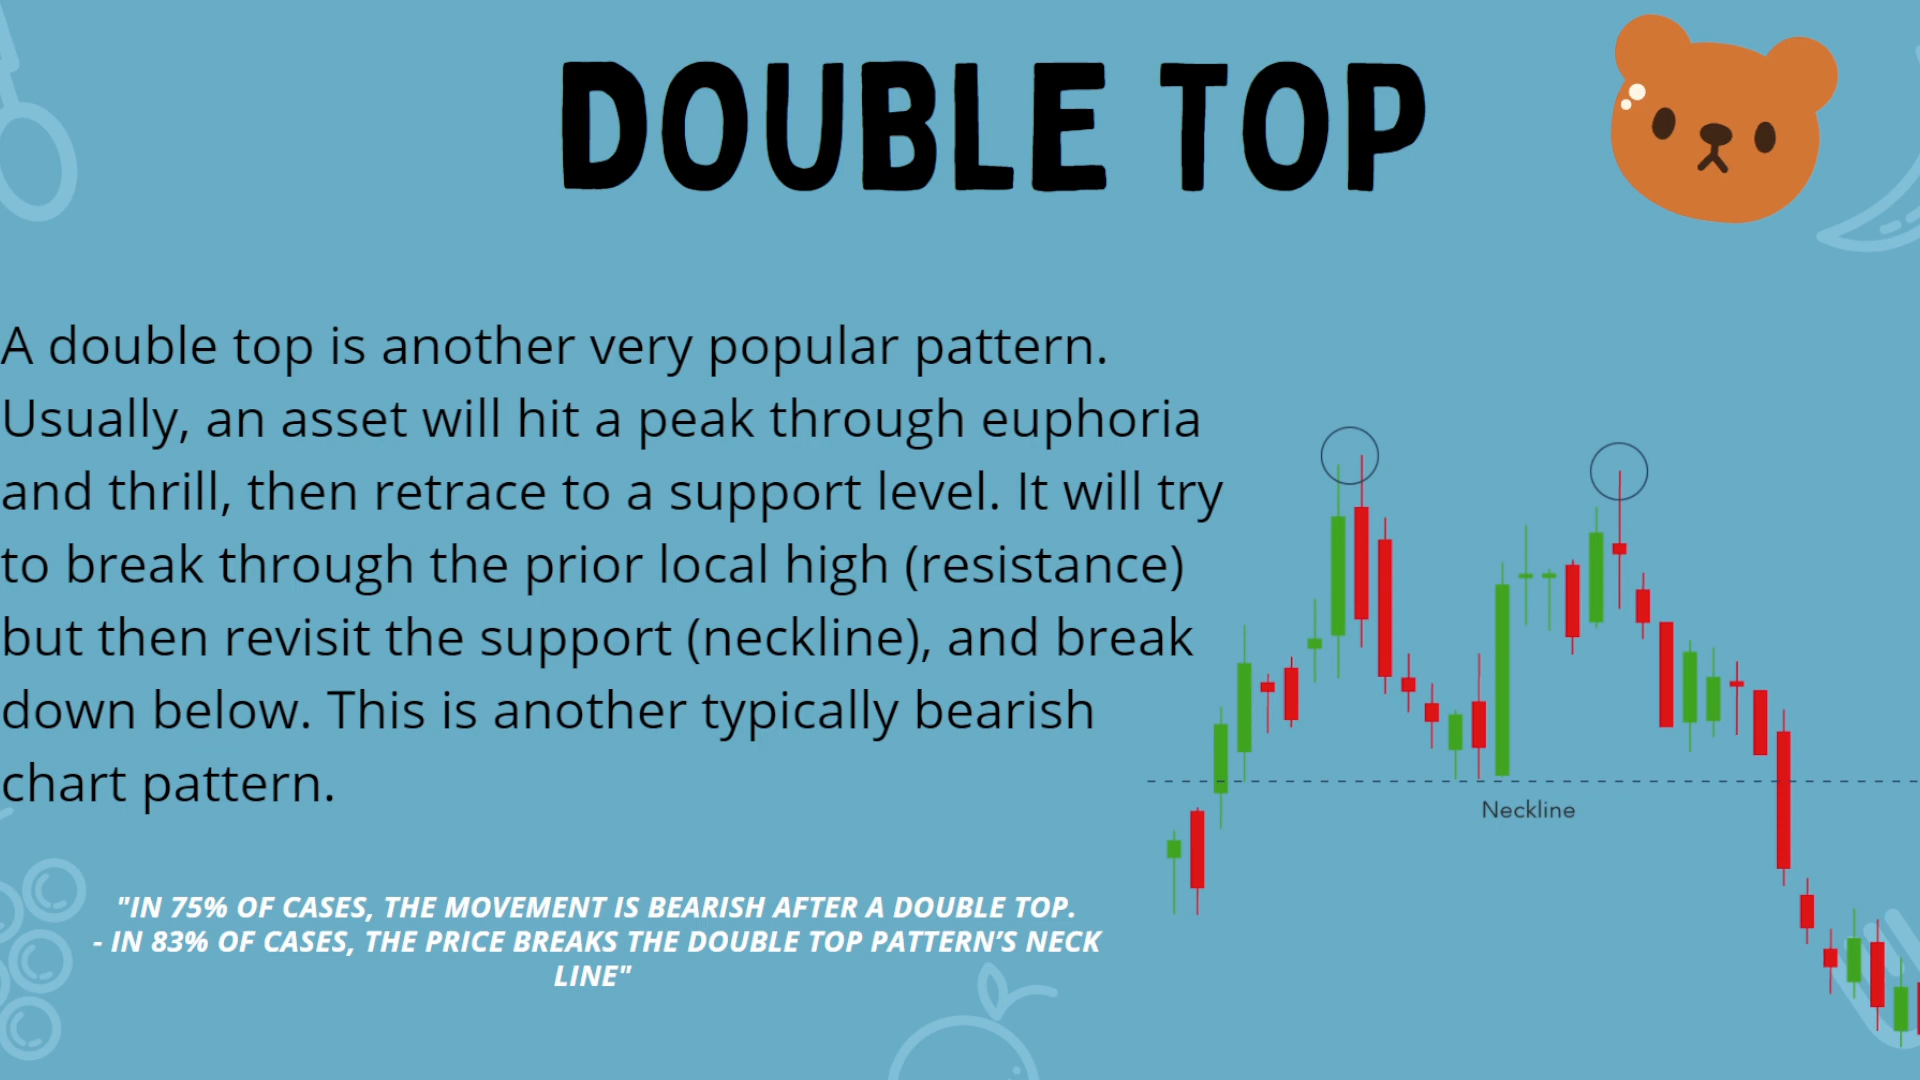 DOUBLE TOP
A double top is another very popular pattern.
Usually, an asset will hit a peak through euphoria
and thrill, then retrace to a support level. It will try
to break through the prior local high (resistance)
but then revisit the support (neckline), and break
down below. This is another typically bearish
chart pattern.
Neckline
"IN 75% OF CASES, THE MOVEMENT IS BEARISH AFTER A DOUBLE TOP.
- IN 83% OF CASES, THE PRICE BREAKS THE DOUBLE TOP PATTERN’S NECK
LINE"